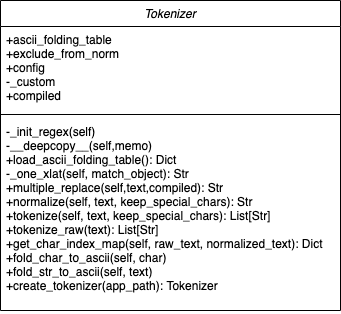 Tokenizer
+ascii_folding_table
+exclude_from_norm
+config
-_custom
+compiled
-_init_regex(self)
-__deepcopy__(self,memo)
+load_ascii_folding_table(): Dict
-_one_xlat(self, match_object): Str
+multiple_replace(self,text,compiled): Str
+normalize(self, text, keep_special_chars): Str
+tokenize(self, text, keep_special_chars): List[Str]
+tokenize_raw(text): List[Str]
+get_char_index_map(self, raw_text, normalized_text): Dict
+fold_char_to_ascii(self, char)
+fold_str_to_ascii(self, text)
+create_tokenizer(app_path): Tokenizer